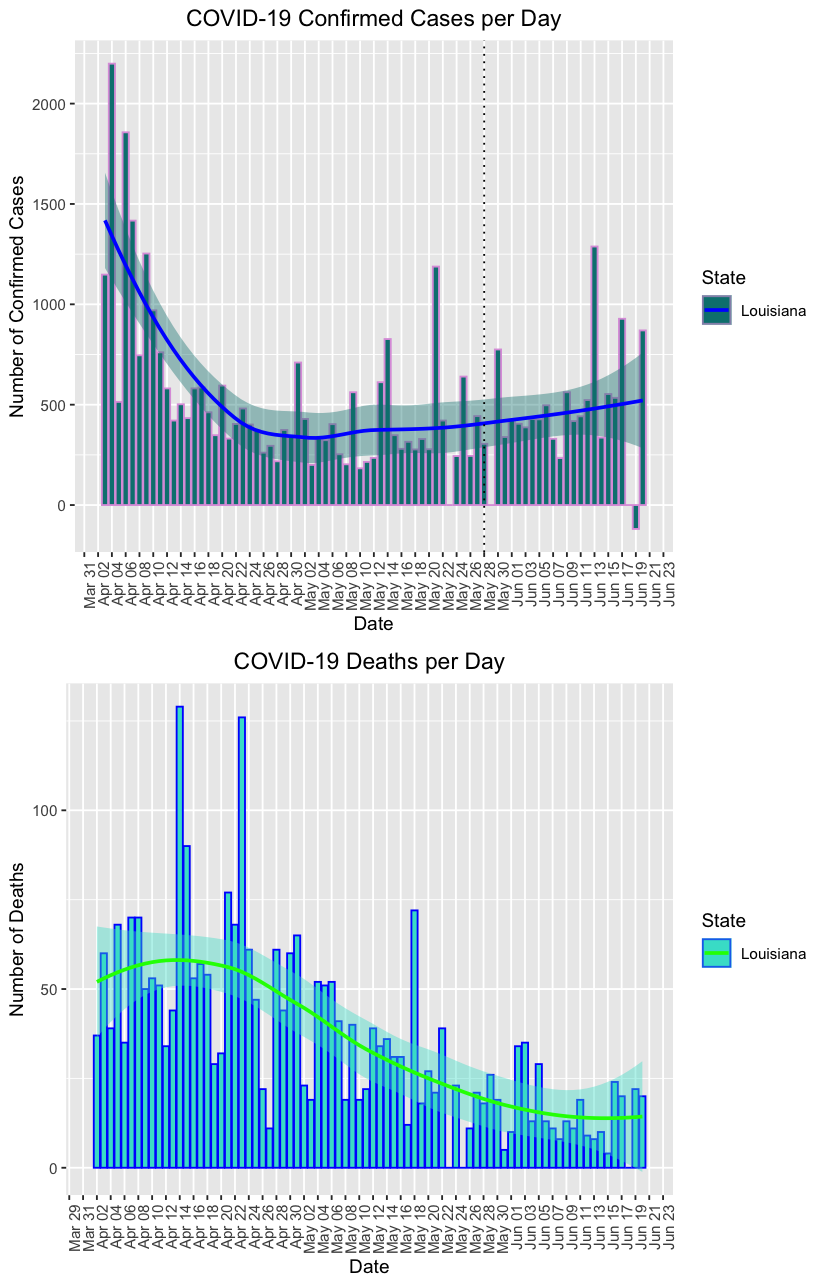 COVID-19 Confirmed Cases per Day
Number of Confirmed Cases
2000
1500
1000
500
0
Mar 31
Apr 02
Apr 04
Apr 06
Apr 08
Apr 10
Apr 12
Apr 14
Apr 16
Apr 18
Apr 20
Apr 22
Apr 24
Apr 26
Apr 28
Apr 30
May 02
May 04
May 06
May 08
May 10
May 12
May 14
May 16
May 18
May 20
May 22
May 24
May 26
May 28
May 30
Jun 01
Jun 03
Jun 05
Jun 07
Jun 09
Jun 11
Jun 13
Jun 15
Jun 17
Jun 19
Jun 21
Jun 23
Date
State
Louisiana
COVID-19 Deaths per Day
Number of Deaths
100
50
0
Mar 29
Mar 31
Apr 02
Apr 04
Apr 06
Apr 08
Apr 10
Apr 12
Apr 14
Apr 16
Apr 18
Apr 20
Apr 22
Apr 24
Apr 26
Apr 28
Apr 30
May 02
May 04
May 06
May 08
May 10
May 12
May 14
May 16
May 18
May 20
May 22
May 24
May 26
May 28
May 30
Jun 01
Jun 03
Jun 05
Jun 07
Jun 09
Jun 11
Jun 13
Jun 15
Jun 17
Jun 19
Jun 21
Jun 23
Date
State
Louisiana